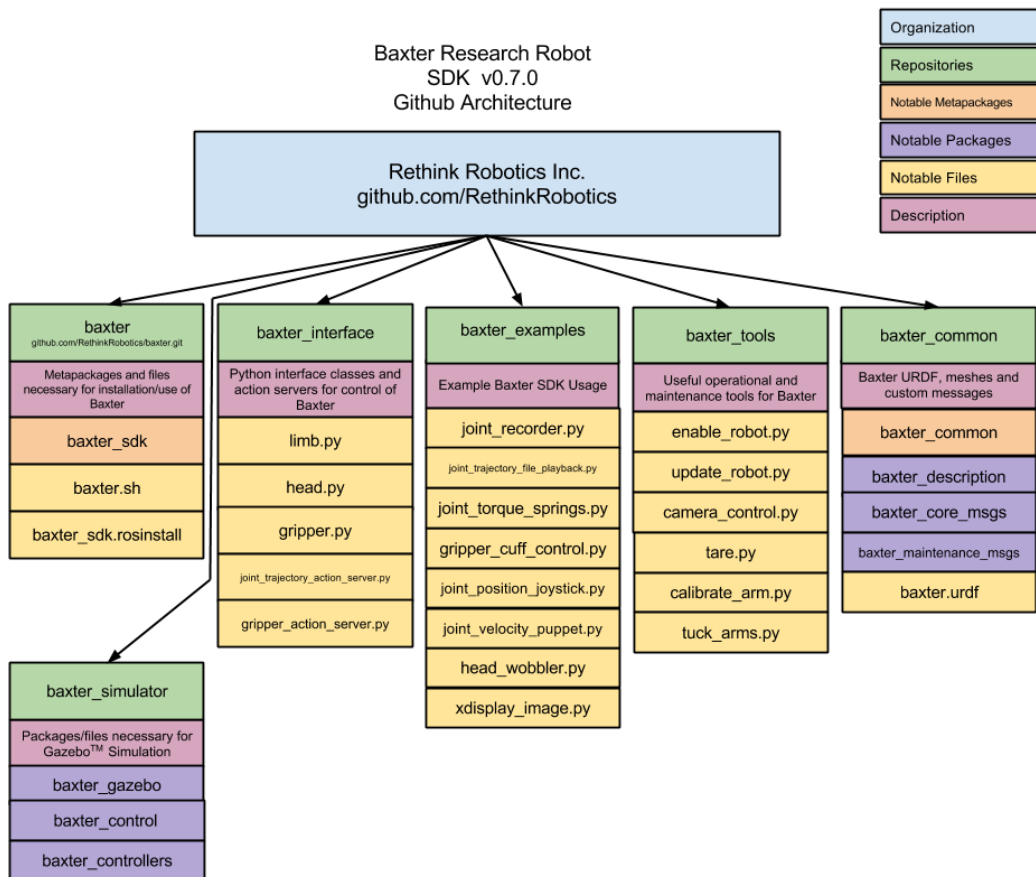 Baxter Research Robot
SDK v0.7.0
Github Architecture
Organization
Repositories
Notable Metapackages
Notable Packages
Notable Files
Description
Rethink Robotics Inc.
github.com/RethinkRobotics
baxter
github.com/RethinkRobotics/baxter.git
Metapackages and files
necessary for installation/use of
Baxter
baxter_sdk
baxter.sh
baxter_sdk.rosinstall
baxter_interface
Python interface classes and
action servers for control of
Baxter
limb.py
head.py
gripper.py
joint_trajectory_action_server.py
gripper_action_server.py
baxter_examples
Example Baxter SDK Usage
joint_recorder.py
joint_trajectory_file_playback.py
joint_torque_springs.py
gripper_cuff_control.py
joint_position_joystick.py
joint_velocity_puppet.py
head_wobbler.py
xdisplay_image.py
baxter_tools
Useful operational and
maintenance tools for Baxter
enable_robot.py
update_robot.py
camera_control.py
tare.py
calibrate_arm.py
tuck_arms.py
baxter_common
Baxter URDF, meshes and
custom messages
baxter_common
baxter_description
baxter_core_msgs
baxter_maintenance_msgs
baxter.urdf
baxter_simulator
Packages/files necessary for
Gazebo™ Simulation
baxter_gazebo
baxter_control
baxter_controllers